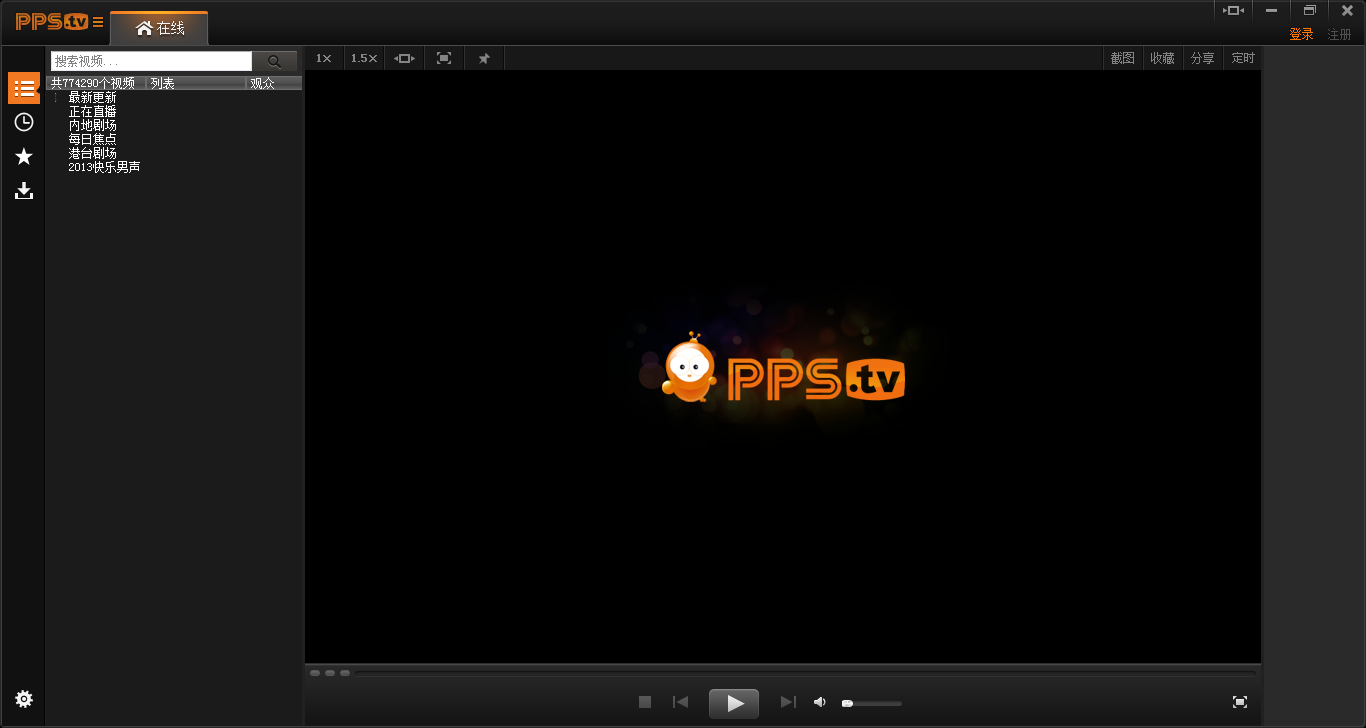 PPS.tv
在线
登录 注册
搜索视频...
1× 1.5× 截图 收藏 分享 定时
共774290个视频 列表 观众
最新更新
正在直播
内地剧场
每日焦点
港台剧场
2013快乐男声
PPS.tv